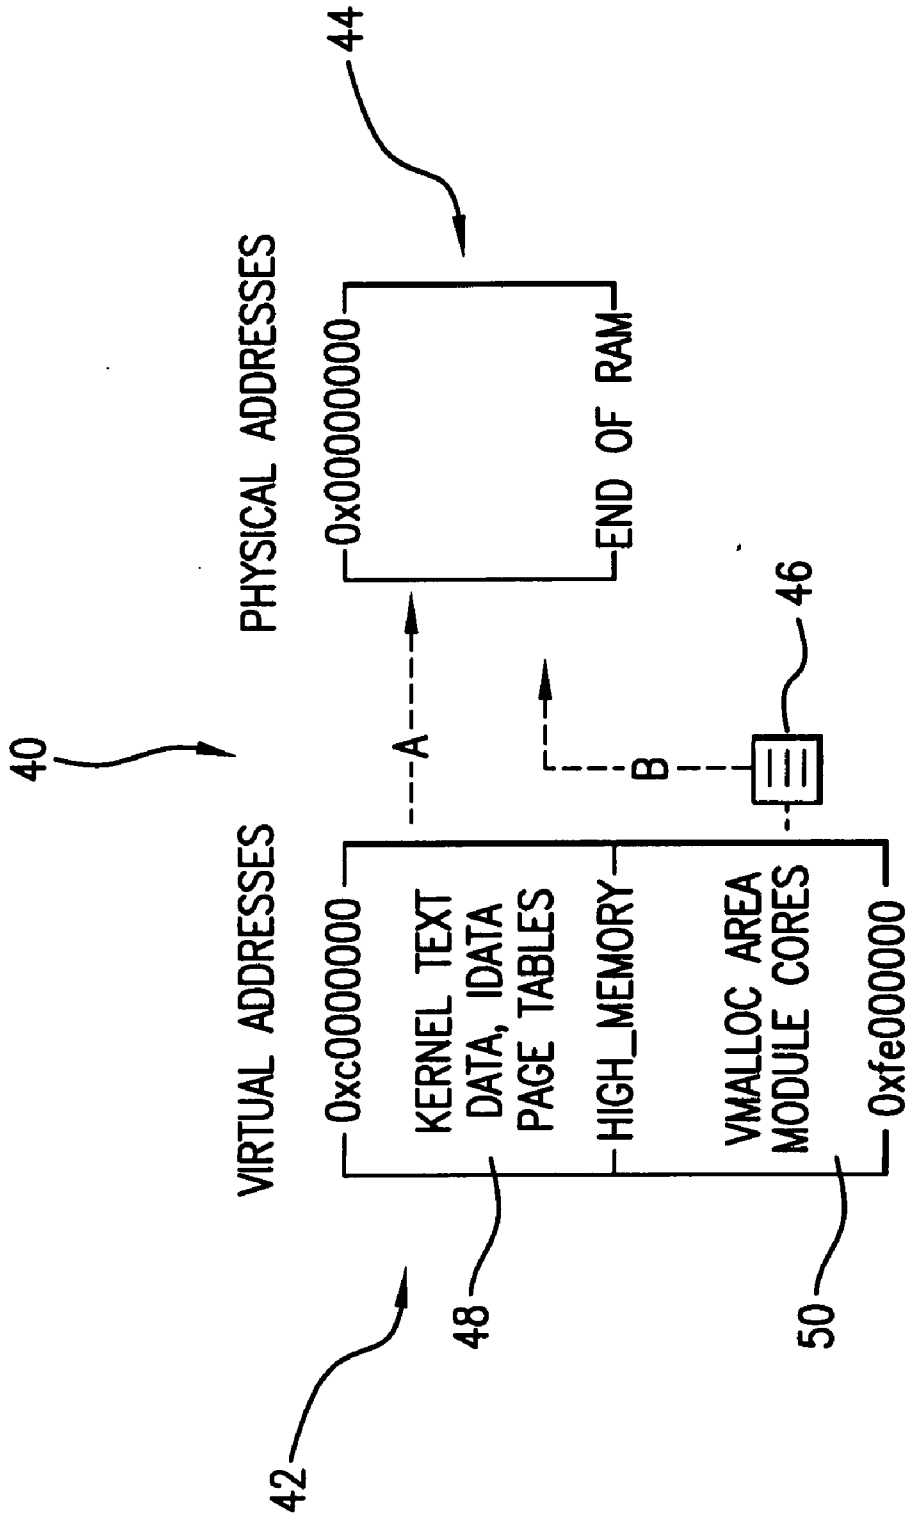 40
VIRTUAL ADDRESSES
PHYSICAL ADDRESSES
42
44
0xc0000000
0x00000000
KERNEL TEXT
DATA, IDATA
PAGE TABLES
A
48
HIGH_MEMORY
END OF RAM
B
VMALLOC AREA
MODULE CORES
46
50
0xfe000000